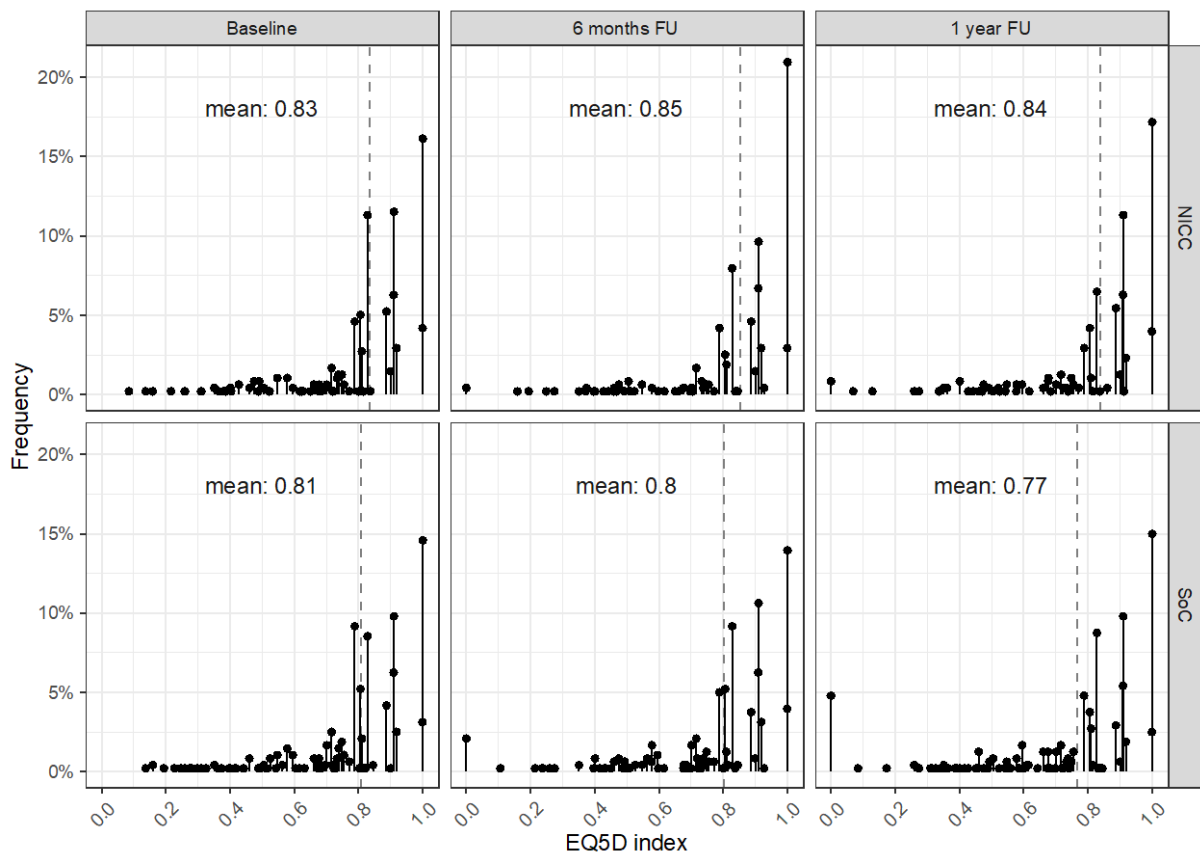 Baseline
6 months FU
1 year FU
20%
15%
10%
5%
0%
mean: 0.83
mean: 0.85
mean: 0.84
NICC
Frequency
20%
15%
10%
5%
0%
mean: 0.81
mean: 0.8
mean: 0.77
SoC
0.0 0.2 0.4 0.6 0.8 1.0
0.0 0.2 0.4 0.6 0.8 1.0
0.0 0.2 0.4 0.6 0.8 1.0
EQ5D index